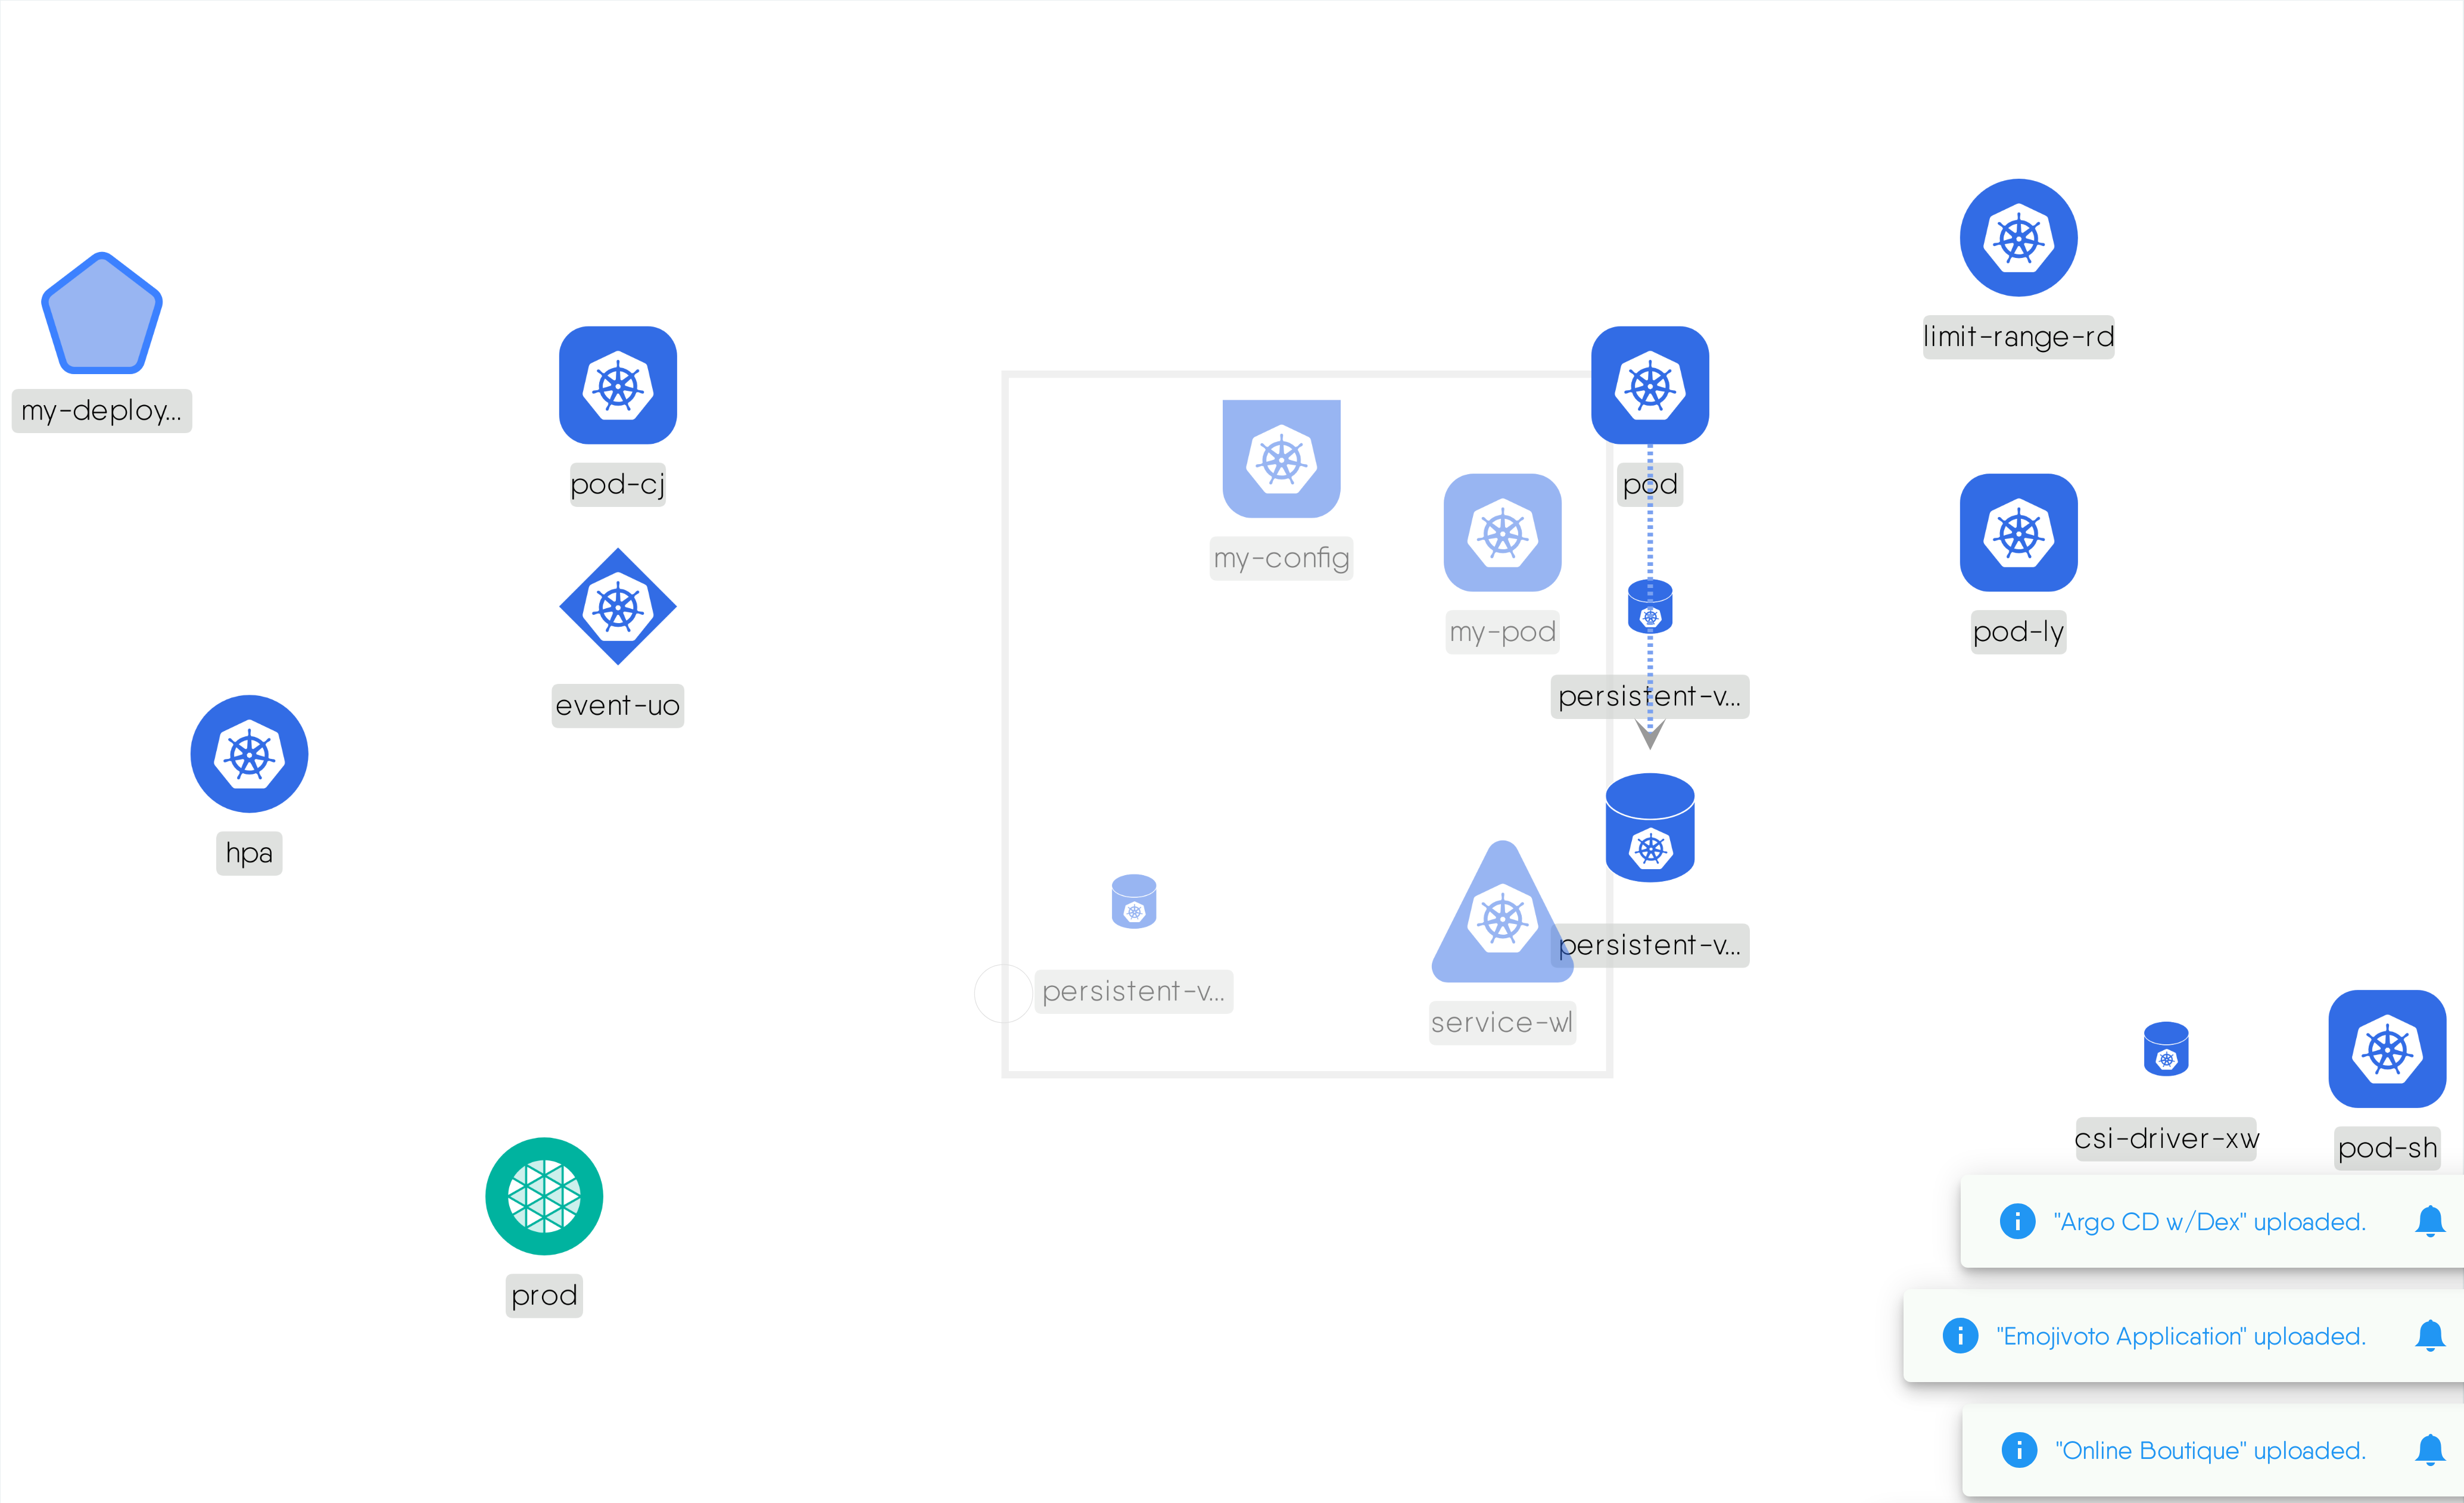 limit-range-rd
my-deploy...
pod-cj
pod
my-config
my-pod
pod-ly
event-uo
persistent-v...
hpa
persistent-v...
persistent-v...
service-wl
csi-driver-xw
pod-sh
"Argo CD w/Dex" uploaded.
prod
"Emojivoto Application" uploaded.
"Online Boutique" uploaded.